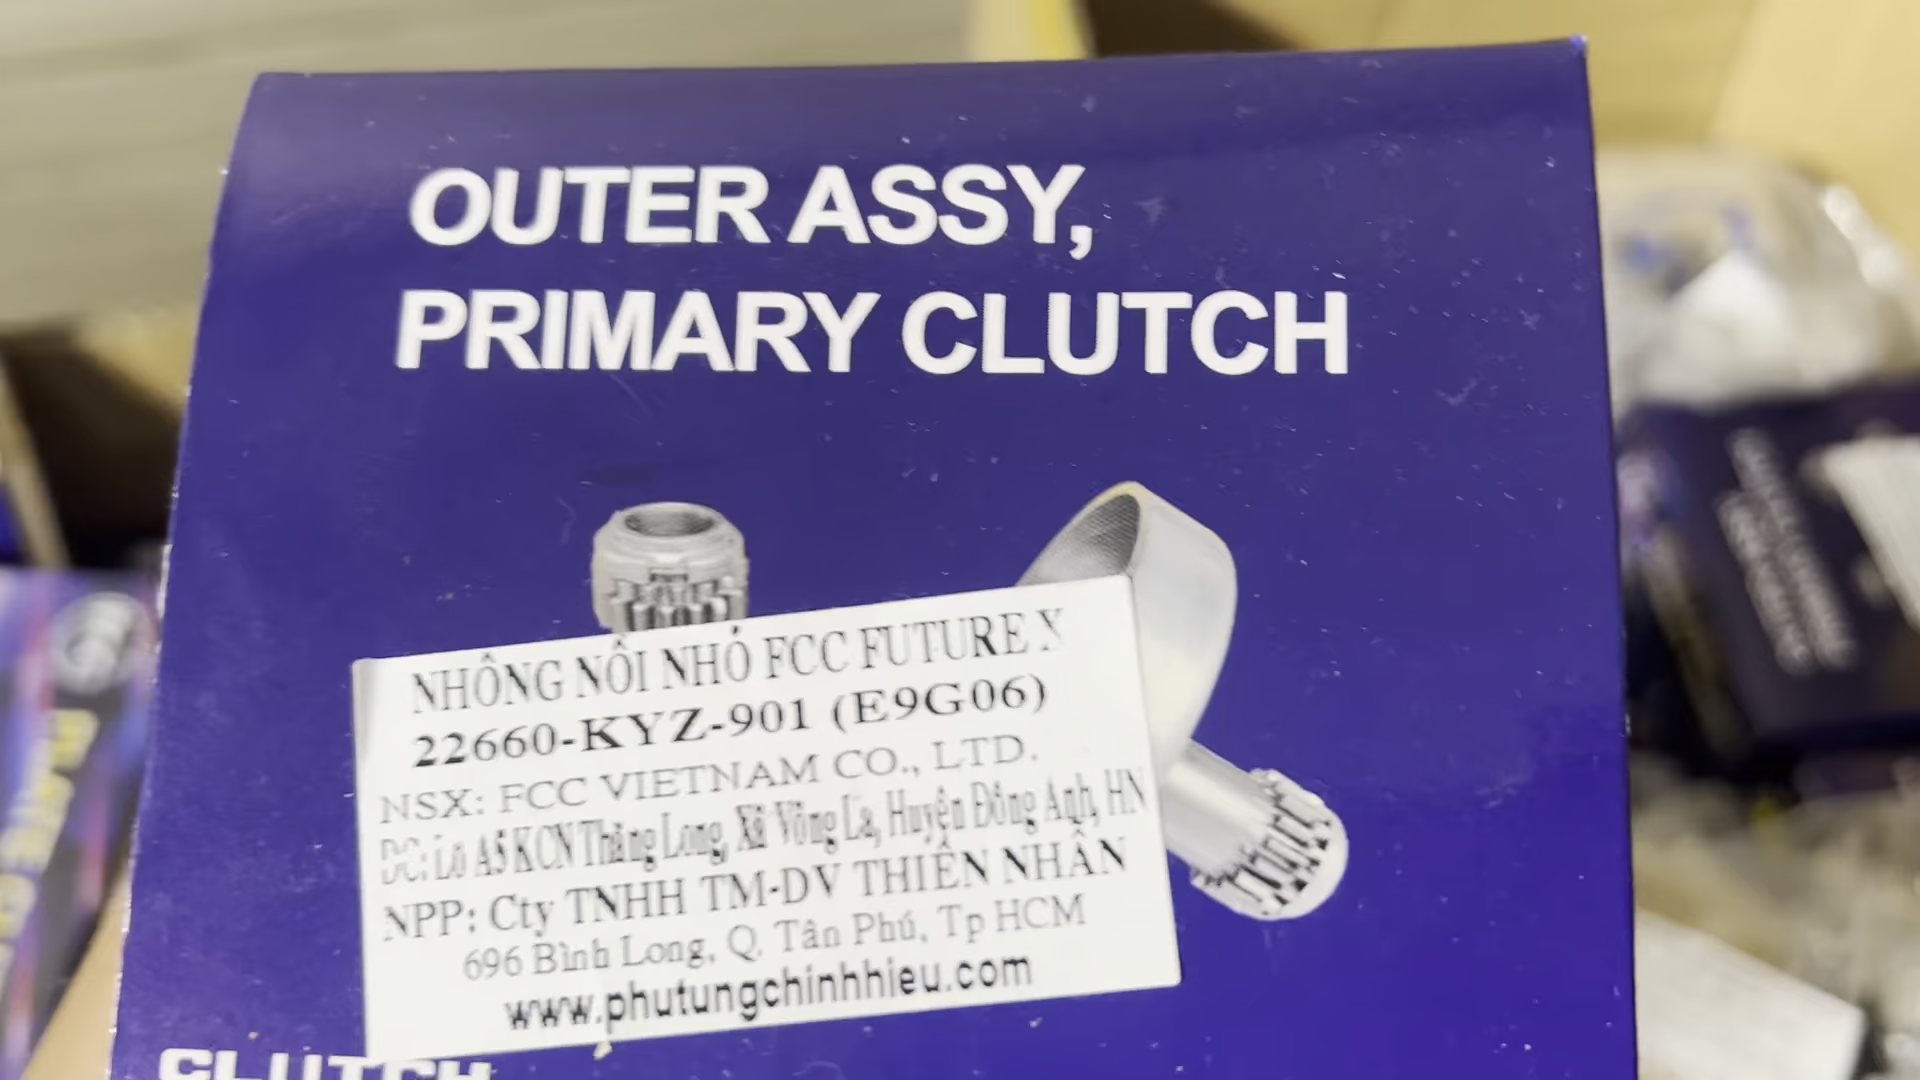 OUTER ASSY,
PRIMARY CLUTCH
NHÔNG NỒI NHỎ FCC FUTURE X
22660-KYZ-901 (E9G06)
NSX: FCC VIETNAM CO., LTD.
ĐC: Lô A5 KCN Thăng Long, Xã Võng La, Huyện Đông Anh, HN
NPP: Cty TNHH TM-DV THIÊN NHÂN
696 Bình Long, Q. Tân Phú, Tp HCM
www.phutungchinhhieu.com
CLUTCH